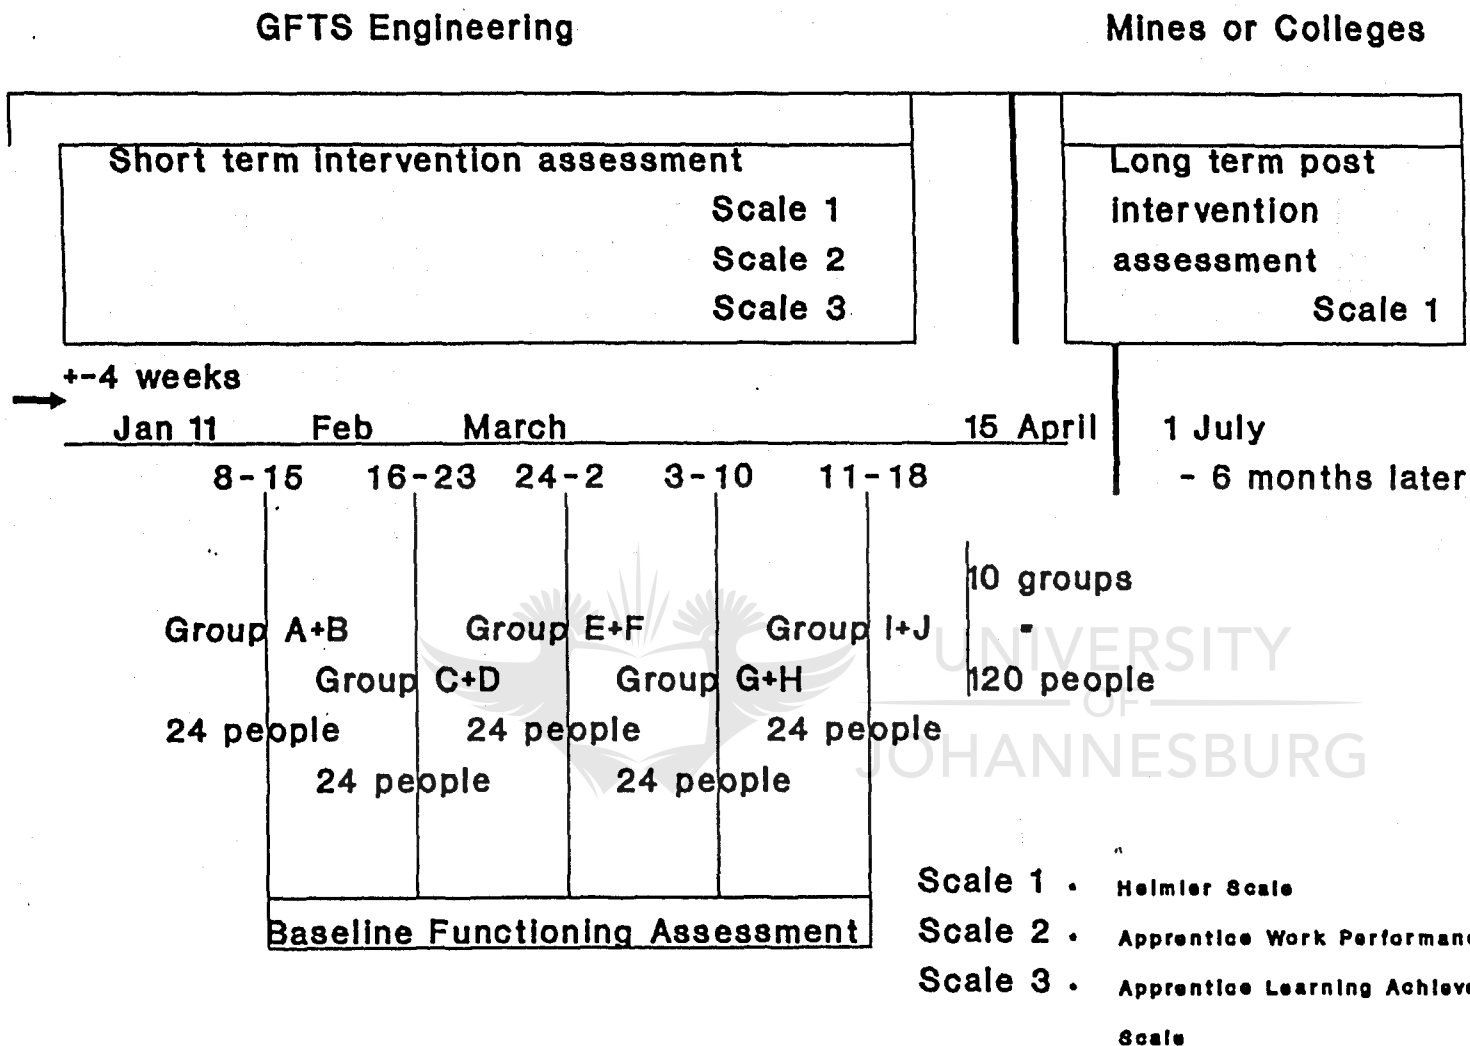 GFTS Engineering Mines or Colleges
Short term intervention assessment
Scale 1
Scale 2
Scale 3
Long term post
intervention
assessment
Scale 1
+-4 weeks
Jan 11 Feb March 15 April 1 July
8-15 16-23 24-2 3-10 11-18 - 6 months later
10 groups
-
120 people
Group A+B Group E+F Group I+J
Group C+D Group G+H
24 people 24 people 24 people
24 people 24 people
UNIVERSITY
OF
JOHANNESBURG
Baseline Functioning Assessment
Scale 1 . Heimler Scale
Scale 2 . Apprentice Work Performan
Scale 3 . Apprentice Learning Achieve
Scale